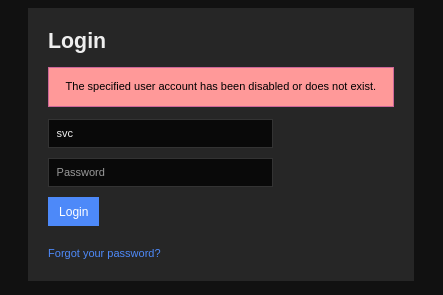 Login
The specified user account has been disabled or does not exist.
svc
Password
Login
Forgot your password?